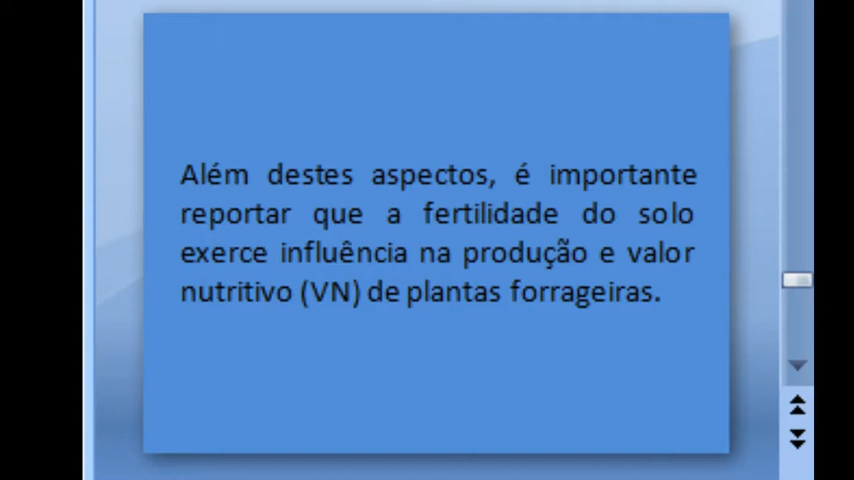 Além destes aspectos, é importante
reportar que a fertilidade do solo
exerce influência na produção e valor
nutritivo (VN) de plantas forrageiras.